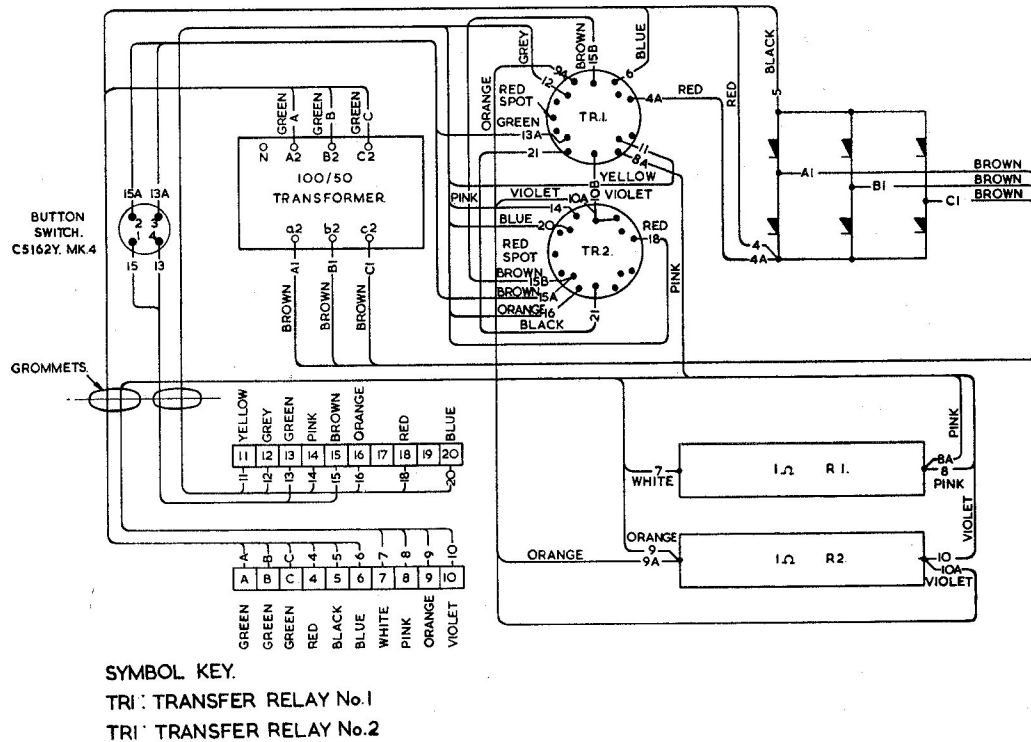 GREY
BROWN
15B
BLUE
6
9A
12
ORANGE
RED
SPOT
GREEN
13A
21
T.R.1.
4A
RED
RED
BLACK
5
11
8A
YELLOW
GREEN
A
GREEN
B
GREEN
C
N
A2
B2
C2
100/50
TRANSFORMER
a2
b2
c2
A1
B1
C1
BROWN
BROWN
BROWN
15A
13A
BUTTON
SWITCH.
C5162Y. MK.4
2
3
1
4
15
13
PINK
VIOLET
10A
10B
VIOLET
14
BLUE
20
RED
SPOT
TR.2.
RED
18
BROWN
15B
BROWN
15A
ORANGE
16
BLACK
21
PINK
A1
B1
C1
BROWN
BROWN
BROWN
4
4A
GROMMETS.
YELLOW
GREY
GREEN
PINK
BROWN
ORANGE
RED
BLUE
11 12 13 14 15 16 17 18 19 20
11 12 13 14 15 16 18 20
7
WHITE
1Ω R1.
PINK
8A
8
PINK
VIOLET
ORANGE
ORANGE
9
9A
1Ω R2.
10
10A
VIOLET
A B C 4 5 6 7 8 9 10
A B C 4 5 6 7 8 9 10
GREEN
GREEN
GREEN
RED
BLACK
BLUE
WHITE
PINK
ORANGE
VIOLET
SYMBOL KEY.
TR1: TRANSFER RELAY No.1
TR1: TRANSFER RELAY No.2